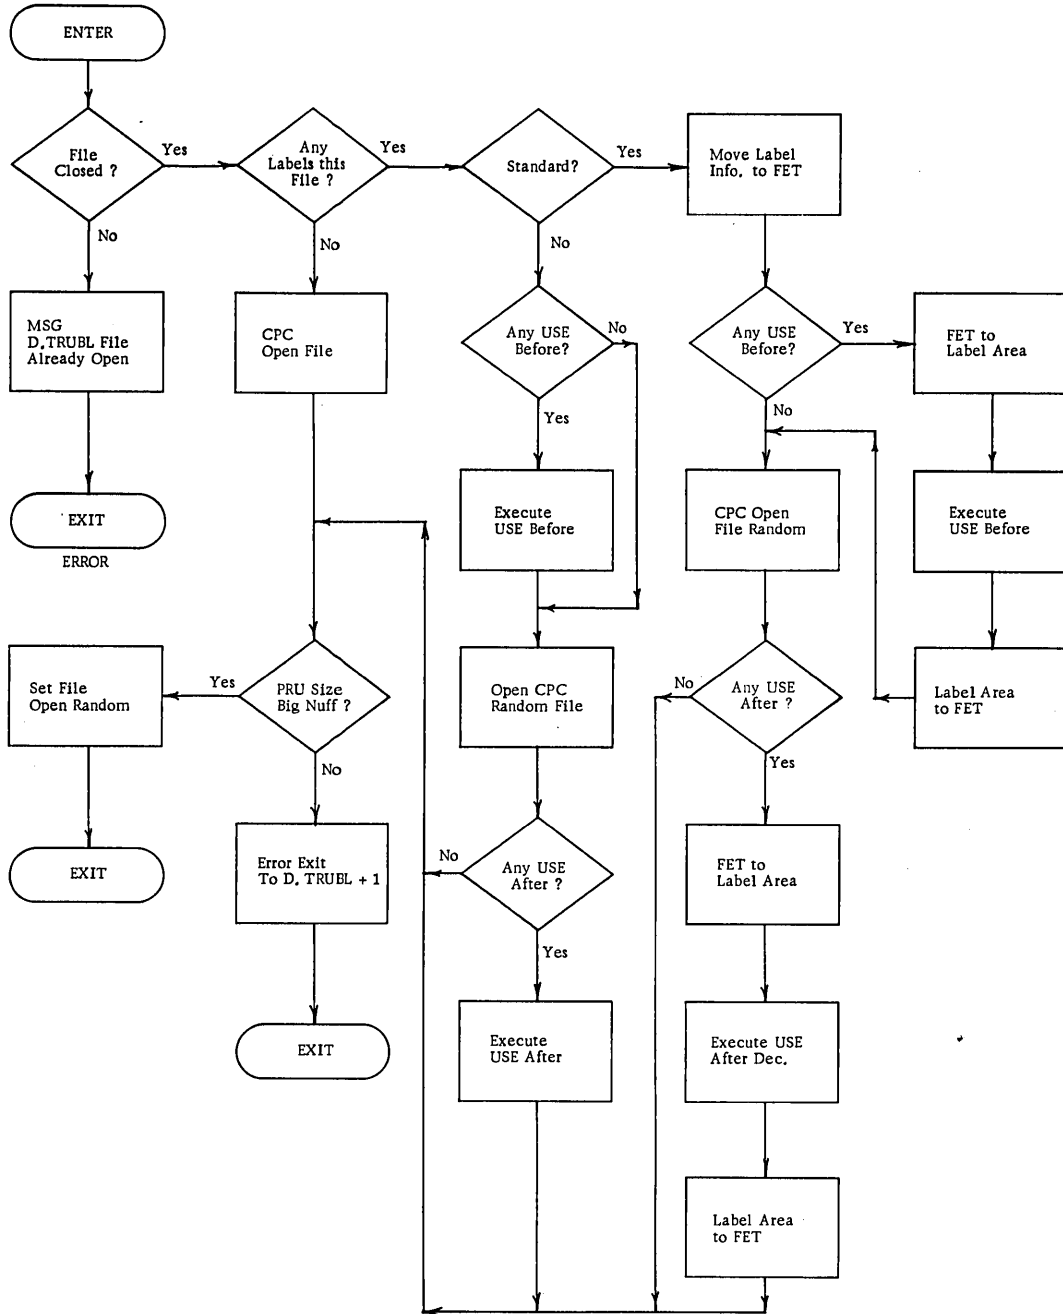 ENTER
File
Closed ?
Yes
Any
Labels this
File ?
Yes
Standard?
Yes
Move Label
Info. to FET
No
No
No
MSG
D.TRUBL File
Already Open
CPC
Open File
Any USE
Before?
No
Any USE
Before?
Yes
FET to
Label Area
Yes
No
EXIT
ERROR
Execute
USE Before
CPC Open
File Random
Execute
USE Before
Set File
Open Random
Yes
PRU Size
Big Nuff ?
Open CPC
Random File
No
Any USE
After ?
Label Area
to FET
No
Yes
EXIT
Error Exit
To D. TRUBL + 1
No
Any USE
After ?
FET to
Label Area
Yes
EXIT
Execute
USE After
Execute USE
After Dec.
Label Area
to FET